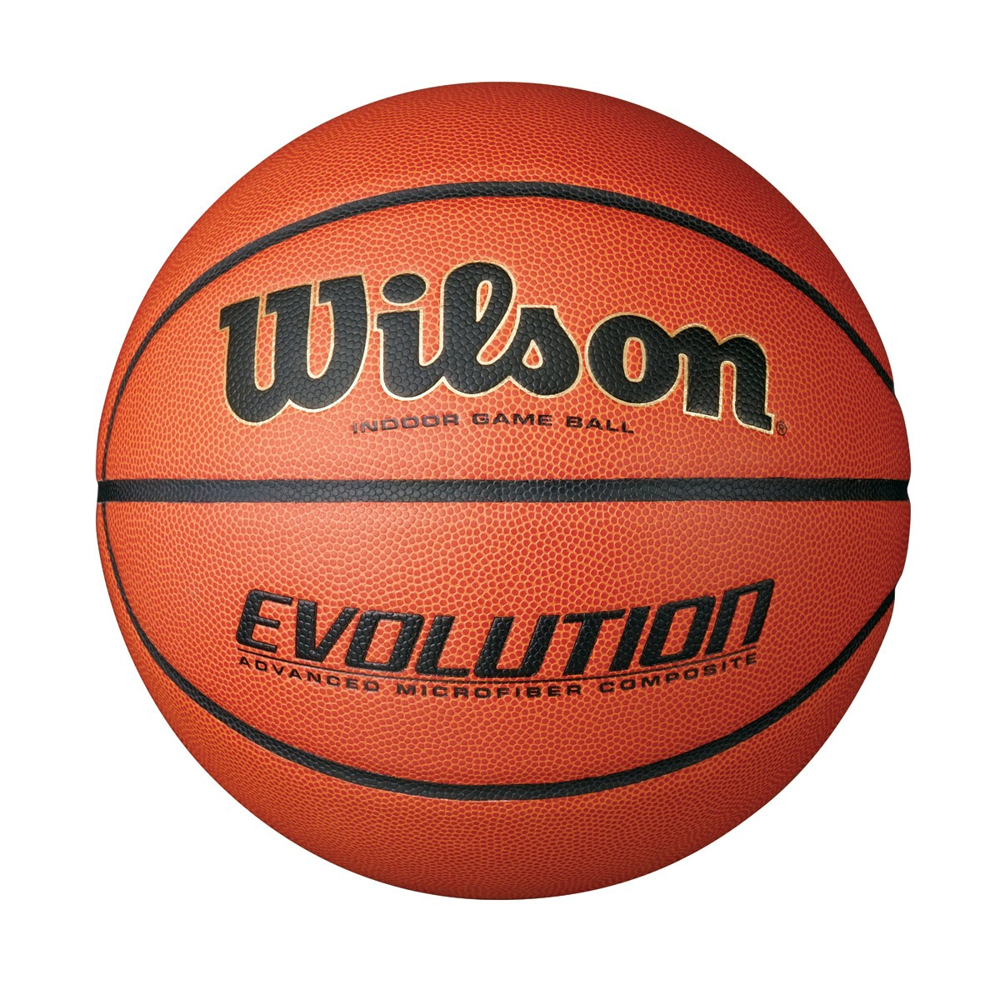 Wilson®
INDOOR GAME BALL
EVOLUTION
ADVANCED MICROFIBER COMPOSITE